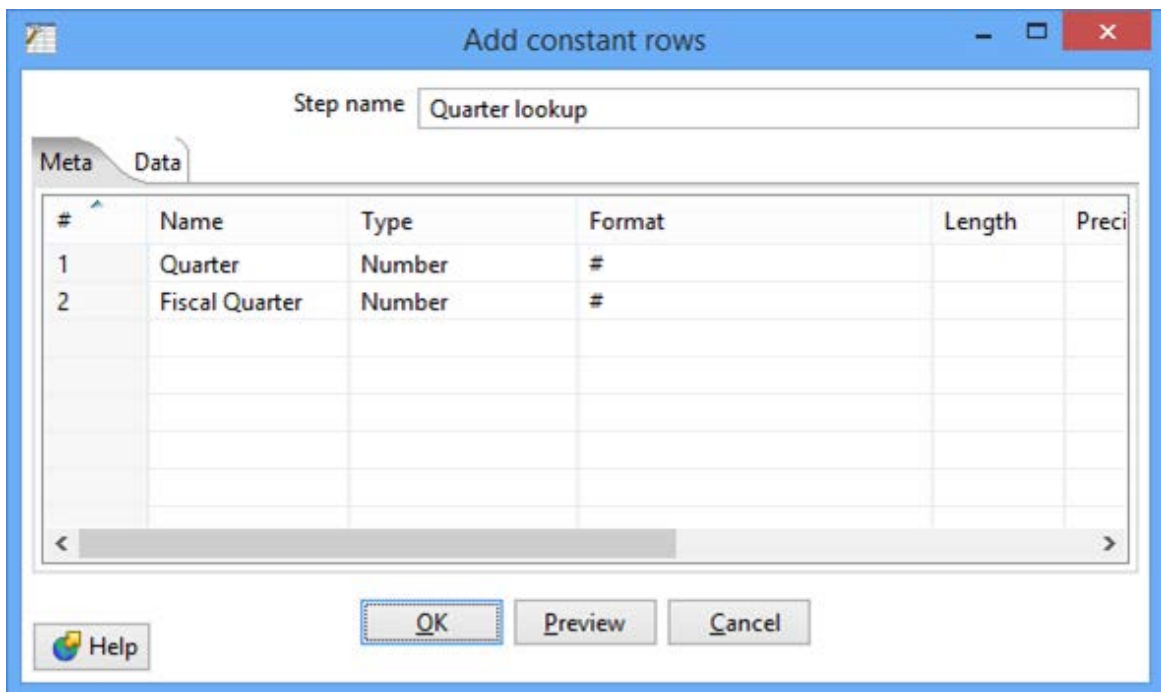 Add constant rows
Step name Quarter lookup
Meta Data
# Name Type Format Length Preci
1 Quarter Number #
2 Fiscal Quarter Number #
OK Preview Cancel
Help